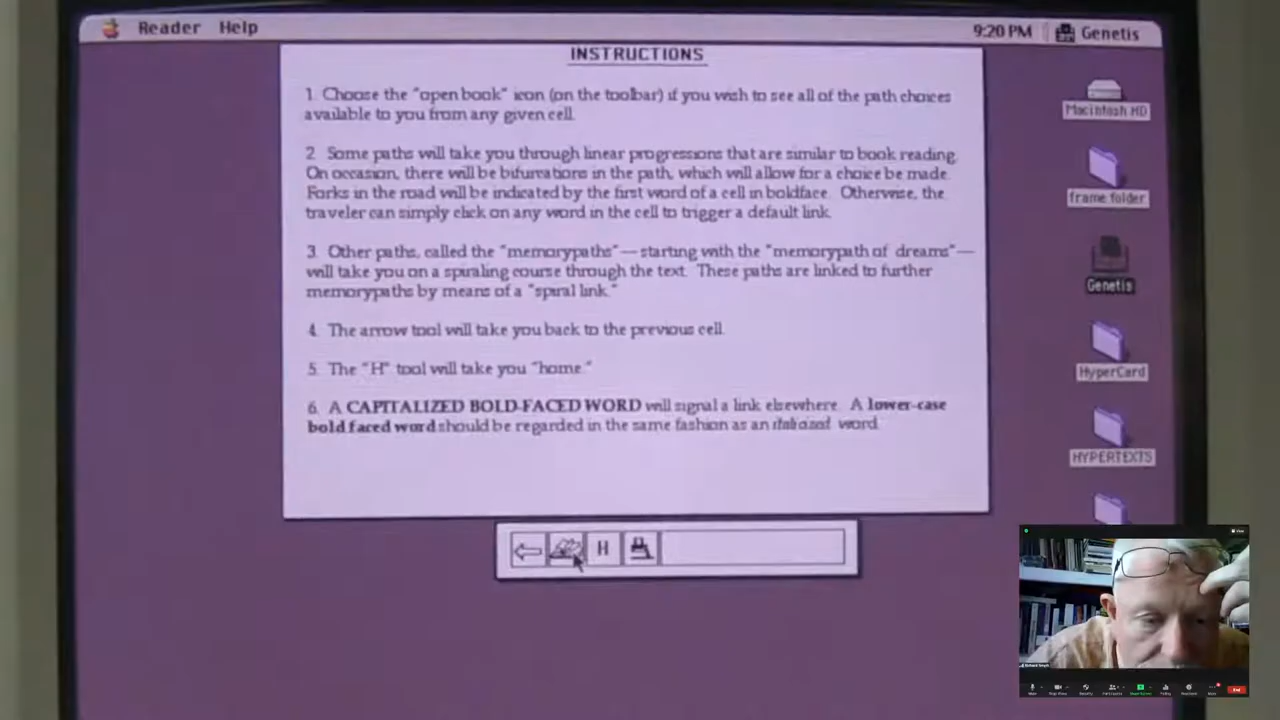 Reader Help
9:20 PM Genetis
INSTRUCTIONS
1. Choose the "open book" icon (on the toolbar) if you wish to see all of the path choices
available to you from any given cell.
2. Some paths will take you through linear progressions that are similar to book reading.
On occasion, there will be bifurcations in the path, which will allow for a choice be made.
Forks in the road will be indicated by the first word of a cell in boldface. Otherwise, the
traveler can simply click on any word in the cell to trigger a default link.
3. Other paths, called the "memorypaths"—starting with the "memorypath of dreams"—
will take you on a spiraling course through the text. These paths are linked to further
memorypaths by means of a "spiral link."
4. The arrow tool will take you back to the previous cell.
5. The "H" tool will take you "home."
6. A CAPITALIZED BOLD-FACED WORD will signal a link elsewhere. A lower-case
bold faced word should be regarded in the same fashion as an italicized word.
H
Macintosh HD
frame folder
Genetis
HyperCard
HYPERTEXTS